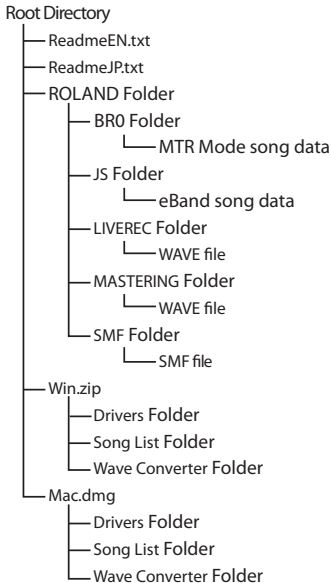 Root Directory
ReadmeEN.txt
ReadmeJP.txt
ROLAND Folder
BR0 Folder
MTR Mode song data
JS Folder
eBand song data
LIVEREC Folder
WAVE file
MASTERING Folder
WAVE file
SMF Folder
SMF file
Win.zip
Drivers Folder
Song List Folder
Wave Converter Folder
Mac.dmg
Drivers Folder
Song List Folder
Wave Converter Folder